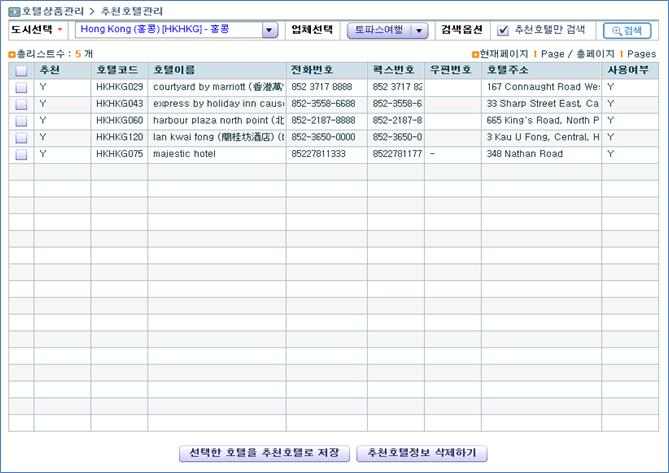 호텔상품관리 > 추천호텔관리
도시선택 * Hong Kong (홍콩) [HKHKG] - 홍콩 업체선택 토파스여행 검색옵션 추천호텔만 검색 검색
총리스트수 : 5 개 현재페이지 1 Page / 총페이지 1 Pages
추천 호텔코드 호텔이름 전화번호 팩스번호 우편번호 호텔주소 사용여부
Y HKHKG029 courtyard by marriott (香港萬 852 3717 8888 852 3717 82 167 Connaught Road Wes Y
Y HKHKG043 express by holiday inn caus 852-3558-6688 852-3558-6 33 Sharp Street East, Ca Y
Y HKHKG060 harbour plaza north point (北 852-2187-8888 852-2187-8 665 King's Road, North P Y
Y HKHKG120 lan kwai fong (蘭桂坊酒店) (t 852-3650-0000 852-3650-0 3 Kau U Fong, Central, H Y
Y HKHKG075 majestic hotel 85227811333 8522781177 - 348 Nathan Road Y
선택한 호텔을 추천호텔로 저장 추천호텔정보 삭제하기